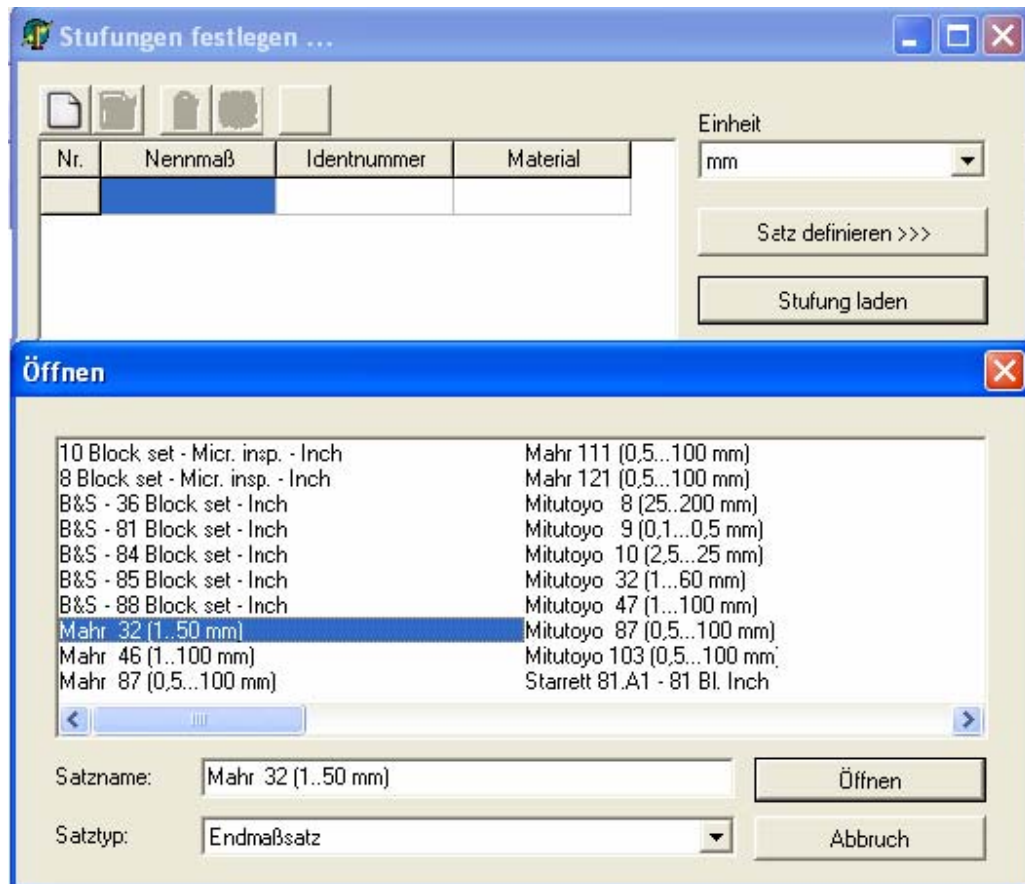 Stufungen festlegen ...
Einheit
Nr. Nennmaß Identnummer Material
mm
Satz definieren >>>
Stufung laden
Öffnen
10 Block set - Micr. insp. - Inch
8 Block set - Micr. insp. - Inch
B&S - 36 Block set - Inch
B&S - 81 Block set - Inch
B&S - 84 Block set - Inch
B&S - 85 Block set - Inch
B&S - 88 Block set - Inch
Mahr 32 (1..50 mm)
Mahr 46 (1...100 mm)
Mahr 87 (0,5...100 mm)
Mahr 111 (0,5...100 mm)
Mahr 121 (0,5...100 mm)
Mitutoyo 8 (25..200 mm)
Mitutoyo 9 (0,1...0,5 mm)
Mitutoyo 10 (2,5...25 mm)
Mitutoyo 32 (1...60 mm)
Mitutoyo 47 (1...100 mm)
Mitutoyo 87 (0,5...100 mm)
Mitutoyo 103 (0,5...100 mm)
Starrett 81.A1 - 81 Bl. Inch
Satzname: Mahr 32 (1..50 mm)
Öffnen
Satztyp: Endmaßsatz
Abbruch